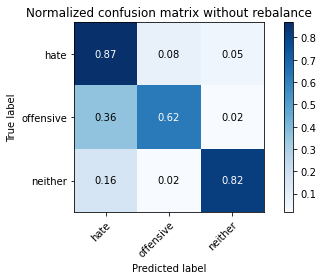 Normalized confusion matrix without rebalance
True label
hate 0.87 0.08 0.05
offensive 0.36 0.62 0.02
neither 0.16 0.02 0.82
hate offensive neither
Predicted label
0.8
0.7
0.6
0.5
0.4
0.3
0.2
0.1